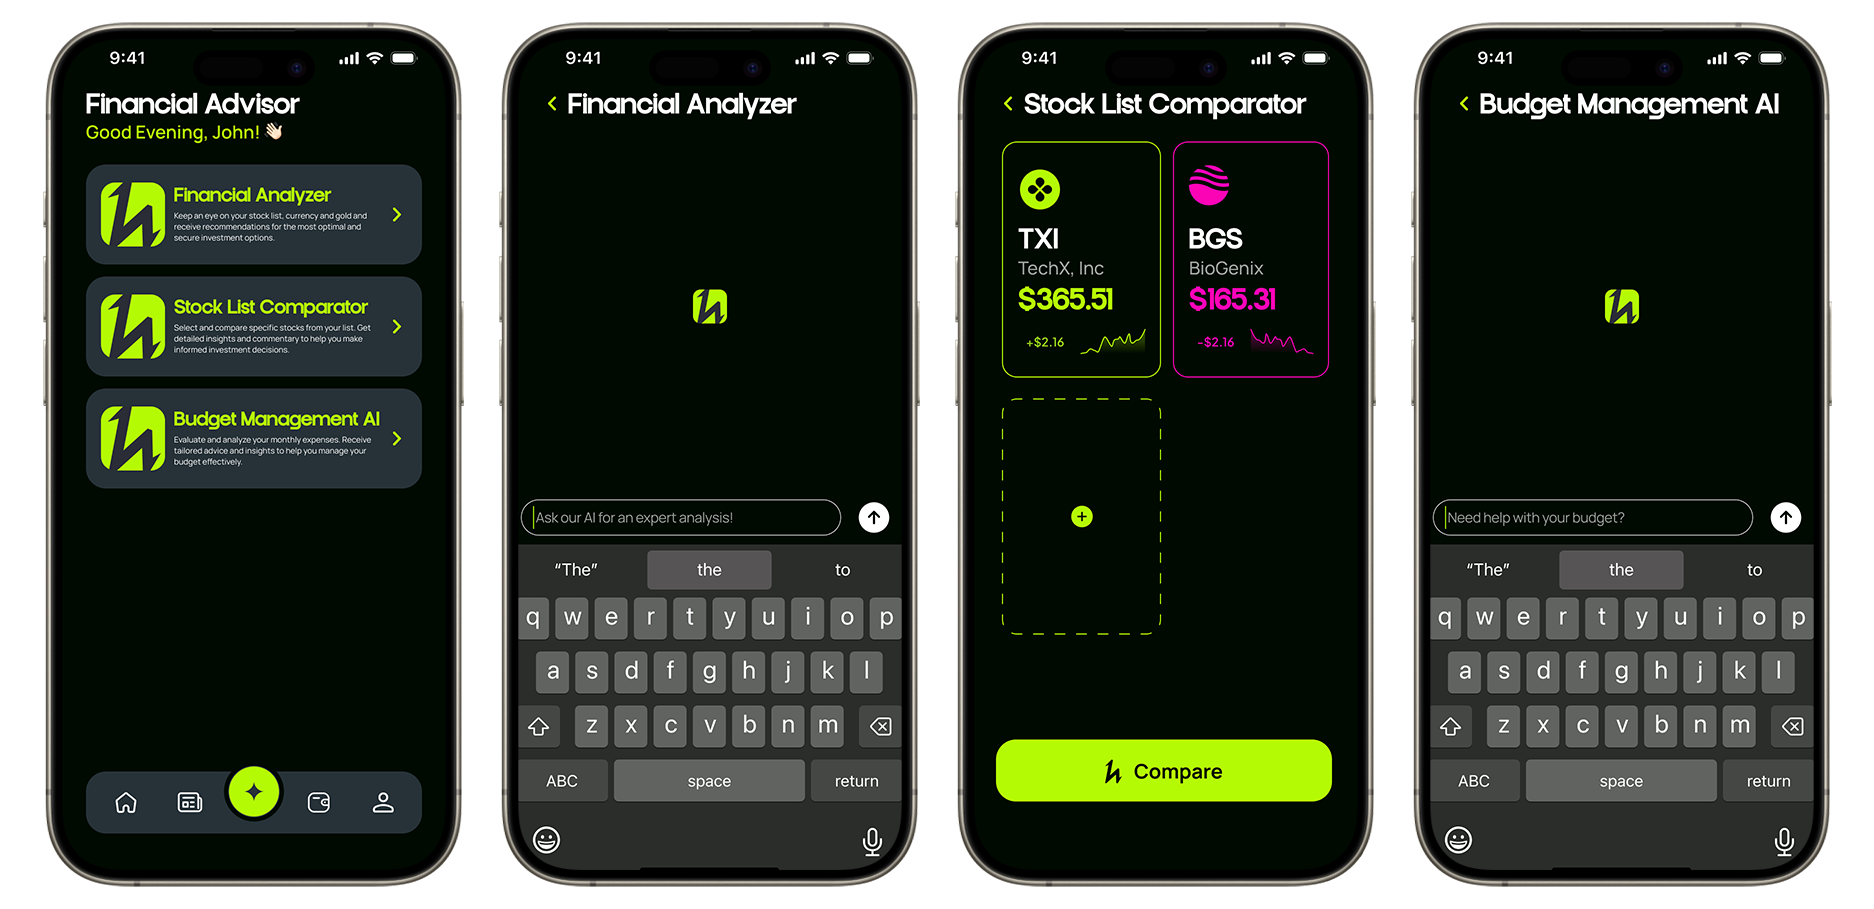 9:41
Financial Advisor
Good Evening, John! 👋🏻
Financial Analyzer
Keep an eye on your stock list, currency and gold and
receive recommendations for the most optimal and
secure investment options.
Stock List Comparator
Select and compare specific stocks from your list. Get
detailed insights and commentary to help you make
informed investment decisions.
Budget Management AI
Evaluate and analyze your monthly expenses. Receive
tailored advice and insights to help you manage your
budget effectively.
9:41
Financial Analyzer
Ask our AI for an expert analysis!
“The” the to
q w e r t y u i o p
a s d f g h j k l
z x c v b n m
ABC space return
9:41
Stock List Comparator
TXI
TechX, Inc
$365.51
+$2.16
BGS
BioGenix
$165.31
-$2.16
+
Compare
9:41
Budget Management AI
Need help with your budget?
“The” the to
q w e r t y u i o p
a s d f g h j k l
z x c v b n m
ABC space return